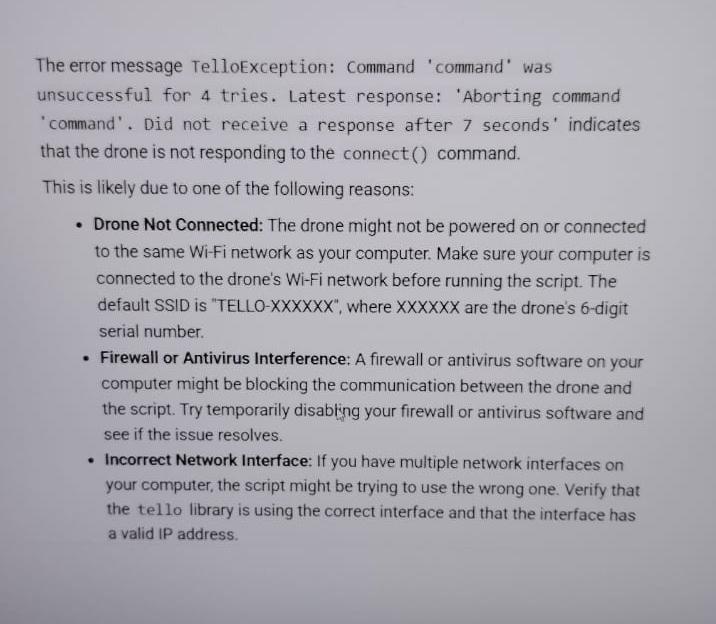 The error message TelloException: Command 'command' was
unsuccessful for 4 tries. Latest response: 'Aborting command
'command'. Did not receive a response after 7 seconds' indicates
that the drone is not responding to the connect() command.
This is likely due to one of the following reasons:
• Drone Not Connected: The drone might not be powered on or connected
to the same Wi-Fi network as your computer. Make sure your computer is
connected to the drone's Wi-Fi network before running the script. The
default SSID is "TELLO-XXXXXX", where XXXXXX are the drone's 6-digit
serial number.
• Firewall or Antivirus Interference: A firewall or antivirus software on your
computer might be blocking the communication between the drone and
the script. Try temporarily disabling your firewall or antivirus software and
see if the issue resolves.
• Incorrect Network Interface: If you have multiple network interfaces on
your computer, the script might be trying to use the wrong one. Verify that
the tello library is using the correct interface and that the interface has
a valid IP address.